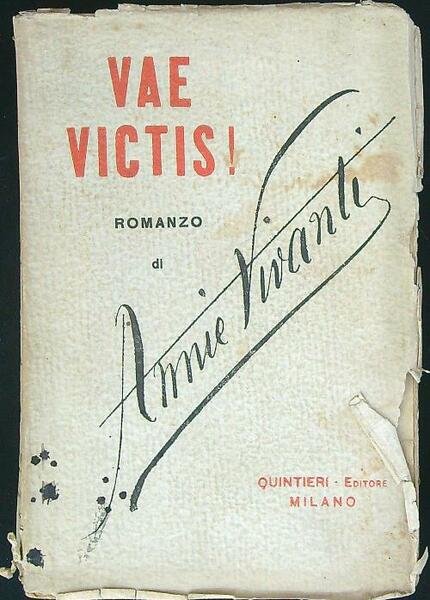 VAE
VICTIS!
ROMANZO
di
Annie Vivanti
QUINTIERI - EDITORE
MILANO